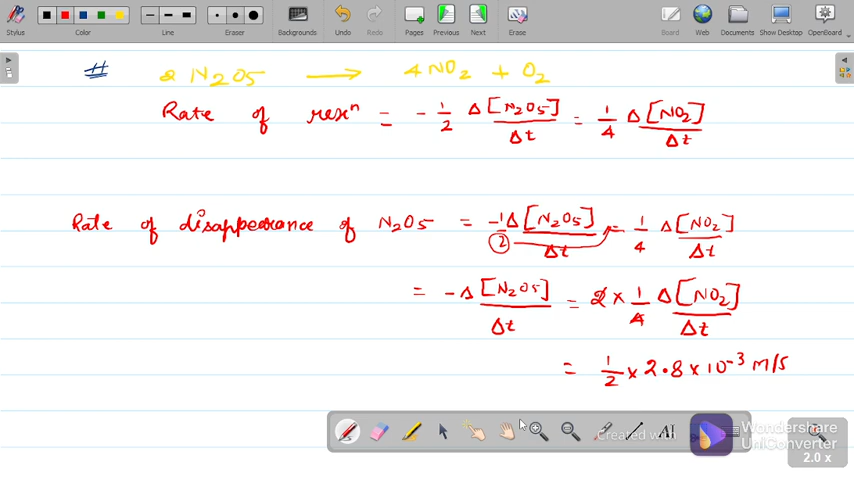 Stylus Color Line Eraser Backgrounds Undo Redo Pages Previous Next Erase Board Web Documents Show Desktop OpenBoard
# 2 N2O5 → 4NO2 + O2
Rate of rexⁿ = - 1/2 Δ[N2O5]/Δt = 1/4 Δ[NO2]/Δt
Rate of disappearance of N2O5 = -1/2 Δ[N2O5]/Δt = 1/4 Δ[NO2]/Δt
= -Δ[N2O5]/Δt = 2 × 1/4 Δ[NO2]/Δt
= 1/2 × 2.8 × 10⁻³ M/S
Created with Wondershare UniConverter
2.0 x